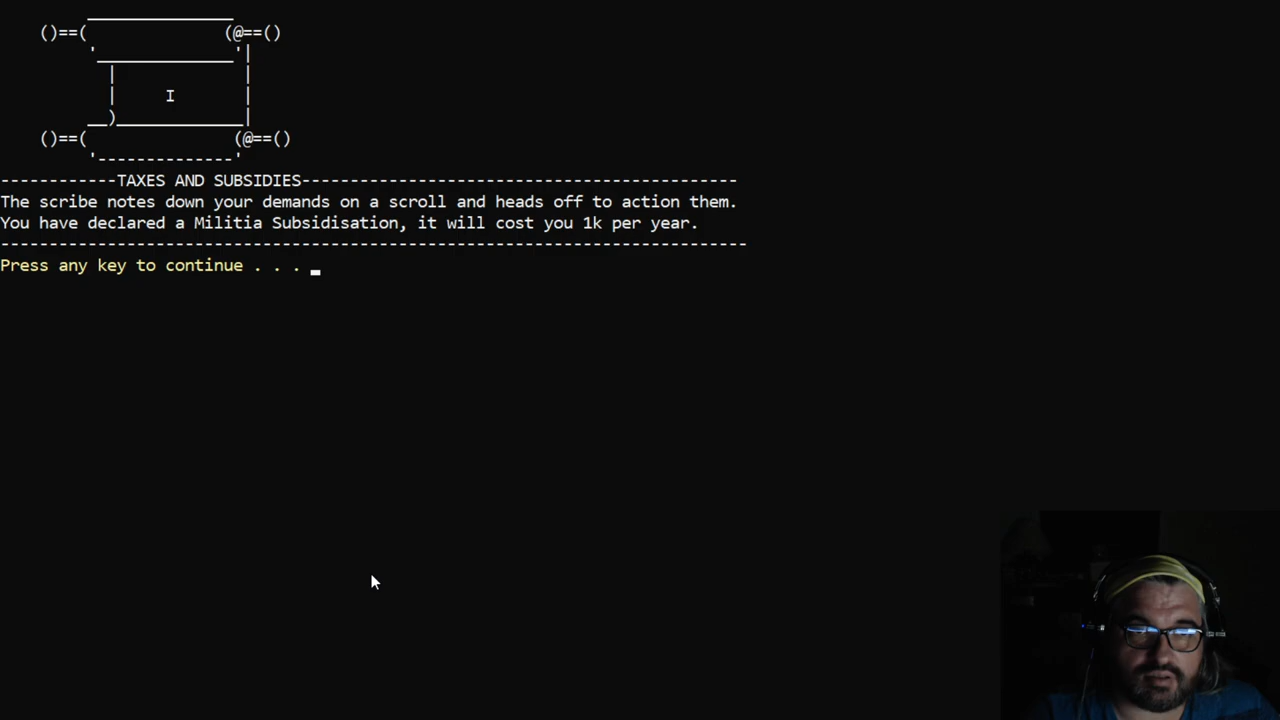 ()==(              (@==()
I
()==(               (@==()
'--------------'
------------TAXES AND SUBSIDIES---------------------------------------------
The scribe notes down your demands on a scroll and heads off to action them.
You have declared a Militia Subsidisation, it will cost you 1k per year.
-----------------------------------------------------------------------------
Press any key to continue . . .